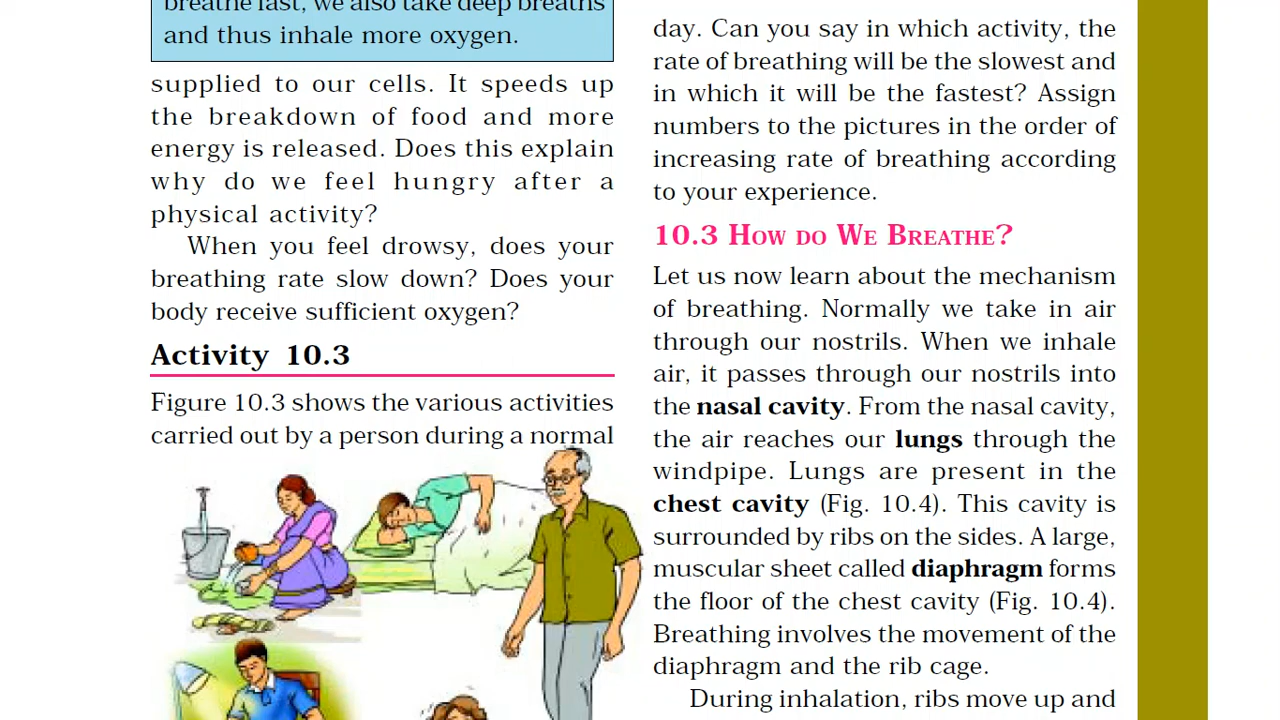 breathe fast, we also take deep breaths
and thus inhale more oxygen.
supplied to our cells. It speeds up
the breakdown of food and more
energy is released. Does this explain
why do we feel hungry after a
physical activity?
When you feel drowsy, does your
breathing rate slow down? Does your
body receive sufficient oxygen?
Activity 10.3
Figure 10.3 shows the various activities
carried out by a person during a normal
day. Can you say in which activity, the
rate of breathing will be the slowest and
in which it will be the fastest? Assign
numbers to the pictures in the order of
increasing rate of breathing according
to your experience.
10.3 HOW DO WE BREATHE?
Let us now learn about the mechanism
of breathing. Normally we take in air
through our nostrils. When we inhale
air, it passes through our nostrils into
the nasal cavity. From the nasal cavity,
the air reaches our lungs through the
windpipe. Lungs are present in the
chest cavity (Fig. 10.4). This cavity is
surrounded by ribs on the sides. A large,
muscular sheet called diaphragm forms
the floor of the chest cavity (Fig. 10.4).
Breathing involves the movement of the
diaphragm and the rib cage.
During inhalation, ribs move up and